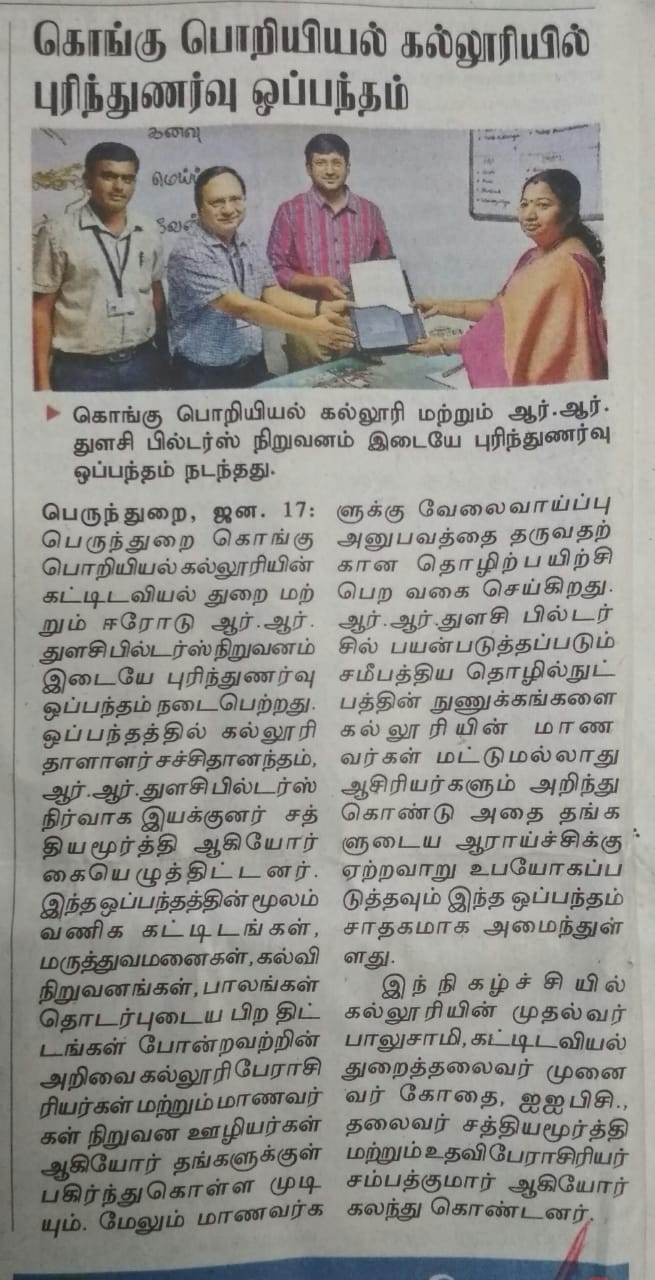 கொங்கு பொறியியல் கல்லூரியில்
புரிந்துணர்வு ஒப்பந்தம்
கனவு
மெய்
வேண்
கொங்கு பொறியியல் கல்லூரி மற்றும் ஆர்.ஆர்.
துளசி பில்டர்ஸ் நிறுவனம் இடையே புரிந்துணர்வு
ஒப்பந்தம் நடந்தது.
பெருந்துறை, ஜன. 17:
பெருந்துறை கொங்கு
பொறியியல் கல்லூரியின்
கட்டிடவியல் துறை மற்
றும் ஈரோடு ஆர்.ஆர்.
துளசிபில்டர்ஸ் நிறுவனம்
இடையே புரிந்துணர்வு
ஒப்பந்தம் நடைபெற்றது.
ஒப்பந்தத்தில் கல்லூரி
தாளாளர் சச்சிதானந்தம்,
ஆர்.ஆர்.துளசிபில்டர்ஸ்
நிர்வாக இயக்குனர் சத்
தியமூர்த்தி ஆகியோர்
கையெழுத்திட்டனர்.
இந்த ஒப்பந்தத்தின் மூலம்
வணிக கட்டிடங்கள்,
மருத்துவமனைகள், கல்வி
நிறுவனங்கள், பாலங்கள்
தொடர்புடைய பிற திட்
டங்கள் போன்றவற்றின்
அறிவை கல்லூரி பேராசி
ரியர்கள் மற்றும் மாணவர்
கள் நிறுவன ஊழியர்கள்
ஆகியோர் தங்களுக்குள்
பகிர்ந்து கொள்ள முடி
யும். மேலும் மாணவர்க
ளுக்கு வேலைவாய்ப்பு
அனுபவத்தை தருவதற்
கான தொழிற்பயிற்சி
பெற வகை செய்கிறது.
ஆர்.ஆர்.துளசி பில்டர்
சில் பயன்படுத்தப்படும்
சமீபத்திய தொழில்நுட்
பத்தின் நுணுக்கங்களை
கல்லூரியின் மாண
வர்கள் மட்டுமல்லாது
ஆசிரியர்களும் அறிந்து
கொண்டு அதை தங்க
ளுடைய ஆராய்ச்சிக்கு
ஏற்றவாறு உபயோகப்ப
டுத்தவும் இந்த ஒப்பந்தம்
சாதகமாக அமைந்துள்
ளது.
இந்நிகழ்ச்சியில்
கல்லூரியின் முதல்வர்
பாலுசாமி, கட்டிடவியல்
துறைத்தலைவர் முனை
வர் கோதை, ஐஐபிசி.,
தலைவர் சத்தியமூர்த்தி
மற்றும் உதவி பேராசிரியர்
சம்பத்குமார் ஆகியோர்
கலந்து கொண்டனர்.